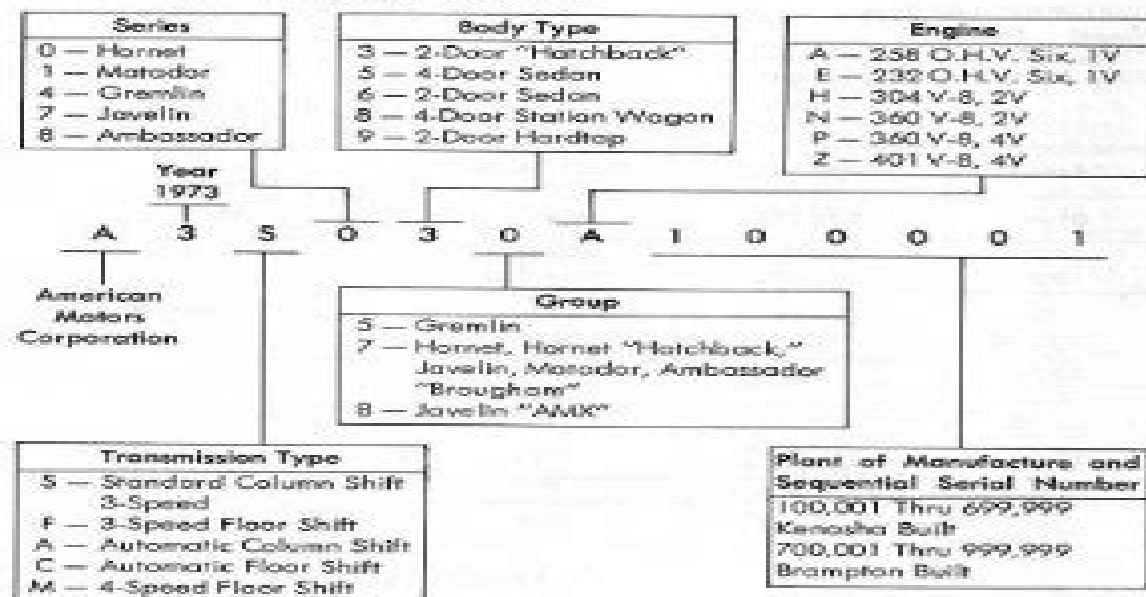 Series
0 — Hornet
1 — Matador
4 — Gremlin
7 — Javelin
8 — Ambassador
Body Type
3 — 2-Door "Hatchback"
5 — 4-Door Sedan
6 — 2-Door Sedan
8 — 4-Door Station Wagon
9 — 2-Door Hardtop
Engine
A — 258 O.H.V. Six, 1V
E — 232 O.H.V. Six, 1V
H — 304 V-8, 2V
N — 360 V-8, 2V
P — 360 V-8, 4V
Z — 401 V-8, 4V
Year
1973
A 3 S 0 3 0 A 1 0 0 0 0 1
American
Motors
Corporation
Group
5 — Gremlin
7 — Hornet, Hornet "Hatchback,"
Javelin, Matador, Ambassador
"Brougham"
8 — Javelin "AMX"
Transmission Type
S — Standard Column Shift
3-Speed
F — 3-Speed Floor Shift
A — Automatic Column Shift
C — Automatic Floor Shift
M — 4-Speed Floor Shift
Plant of Manufacture and
Sequential Serial Number
100,001 Thru 699,999
Kenosha Built
700,001 Thru 999,999
Brampton Built